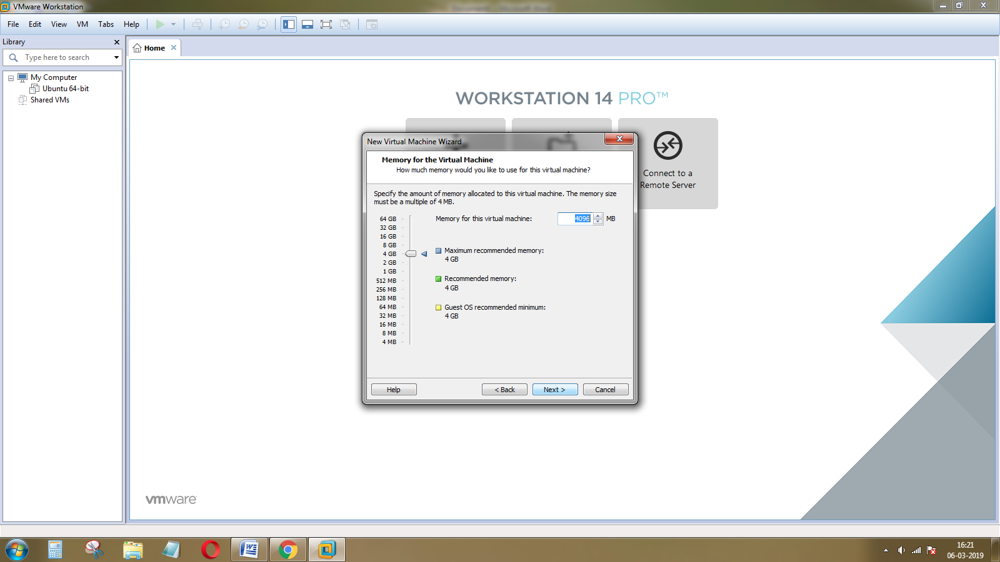 VMware Workstation
File Edit View VM Tabs Help
Library
Type here to search
My Computer
Ubuntu 64-bit
Shared VMs
Home
WORKSTATION 14 PRO™
Connect to a
Remote Server
New Virtual Machine Wizard
Memory for the Virtual Machine
How much memory would you like to use for this virtual machine?
Specify the amount of memory allocated to this virtual machine. The memory size
must be a multiple of 4 MB.
64 GB
32 GB
16 GB
8 GB
4 GB
2 GB
1 GB
512 MB
256 MB
128 MB
64 MB
32 MB
16 MB
8 MB
4 MB
Memory for this virtual machine: 4096 MB
Maximum recommended memory:
4 GB
Recommended memory:
4 GB
Guest OS recommended minimum:
4 GB
Help < Back Next > Cancel
vmware
16:21
06-03-2019